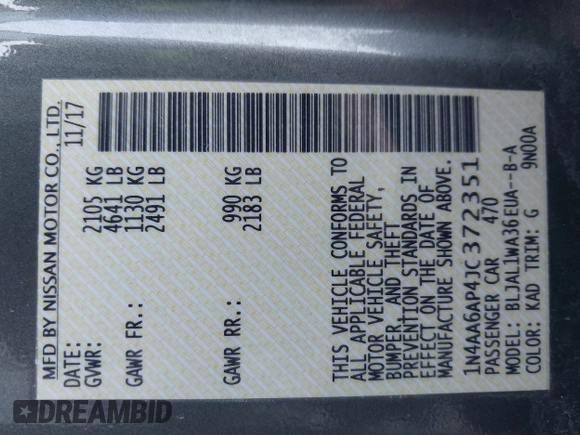 MFD BY NISSAN MOTOR CO., LTD.
DATE: 11/17
GVWR: 2105 KG
4641 LB
GAWR FR.: 1130 KG
2491 LB
GAWR RR.: 990 KG
2183 LB
THIS VEHICLE CONFORMS TO
ALL APPLICABLE FEDERAL
MOTOR VEHICLE SAFETY,
BUMPER, AND THEFT
PREVENTION STANDARDS IN
EFFECT ON THE DATE OF
MANUFACTURE SHOWN ABOVE.
1N4AA6AP4JC372351
PASSENGER CAR 470
MODEL: BLJAL1WA36EUA--B-A
COLOR: KAD TRIM: G 9N00A
DREAMBID